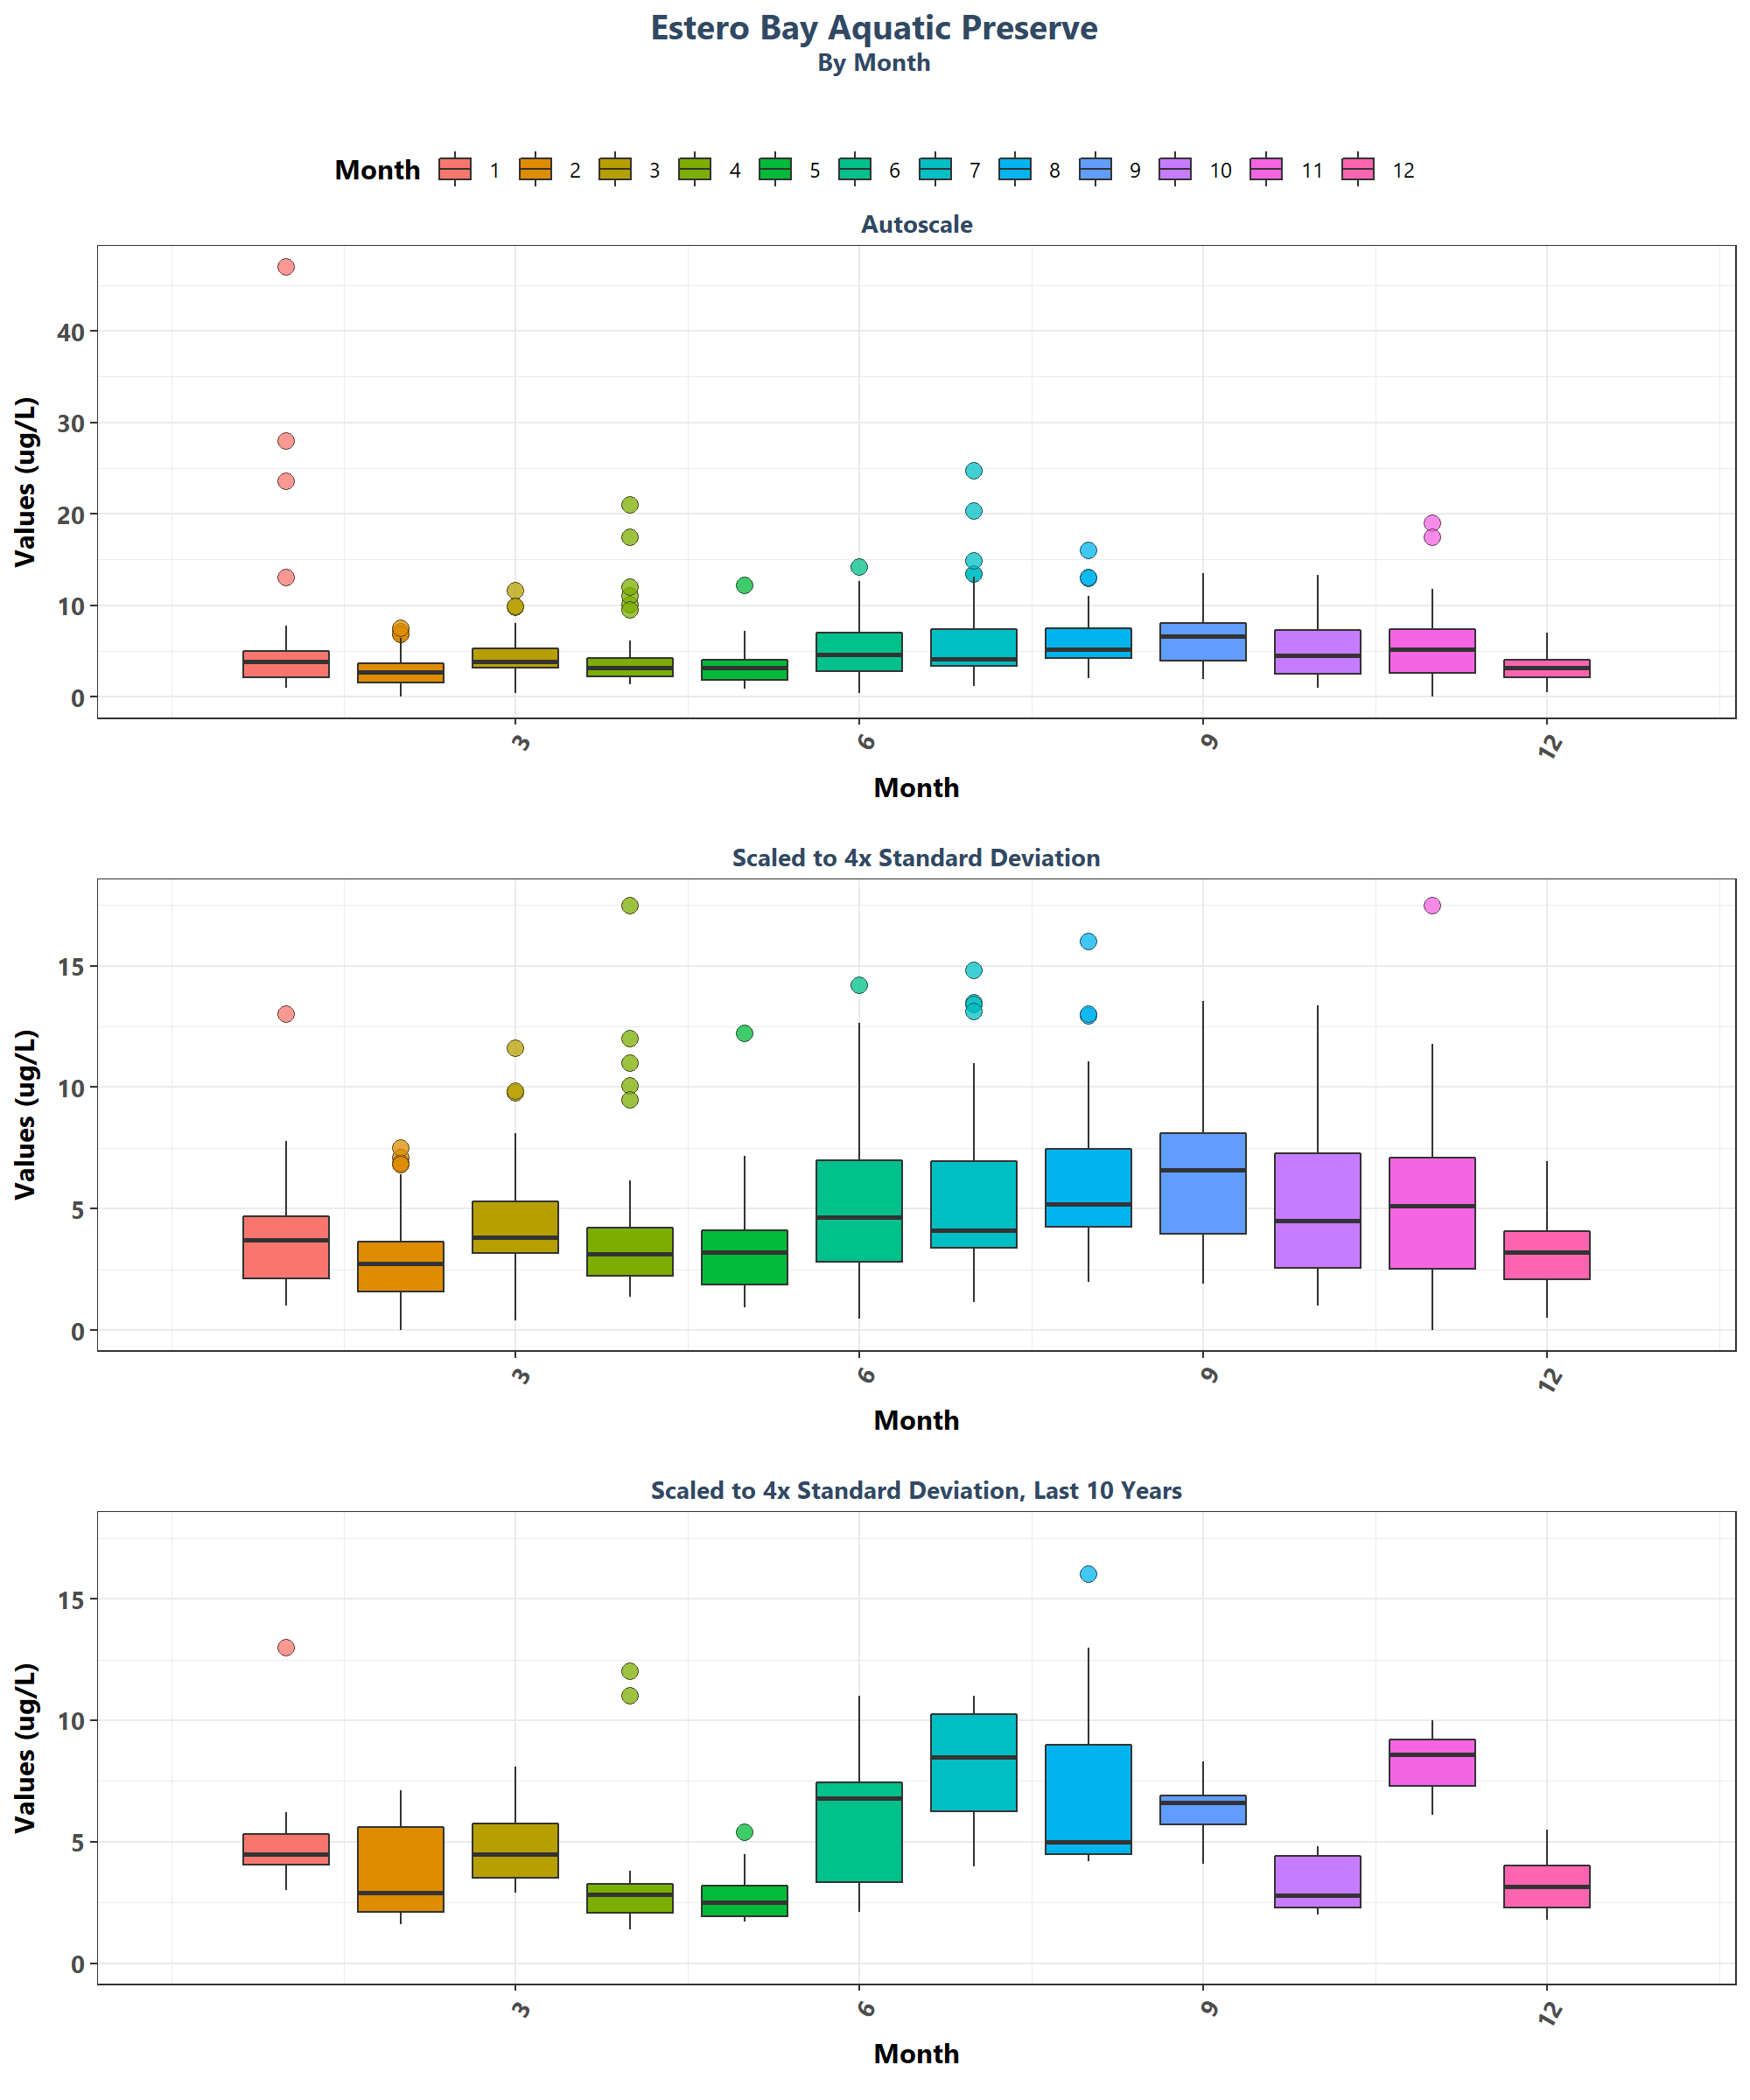 Estero Bay Aquatic Preserve
By Month
Month 1 2 3 4 5 6 7 8 9 10 11 12
Autoscale
Values (ug/L)
40
30
20
10
0
3 6 9 12
Month
Scaled to 4x Standard Deviation
Values (ug/L)
15
10
5
0
3 6 9 12
Month
Scaled to 4x Standard Deviation, Last 10 Years
Values (ug/L)
15
10
5
0
3 6 9 12
Month